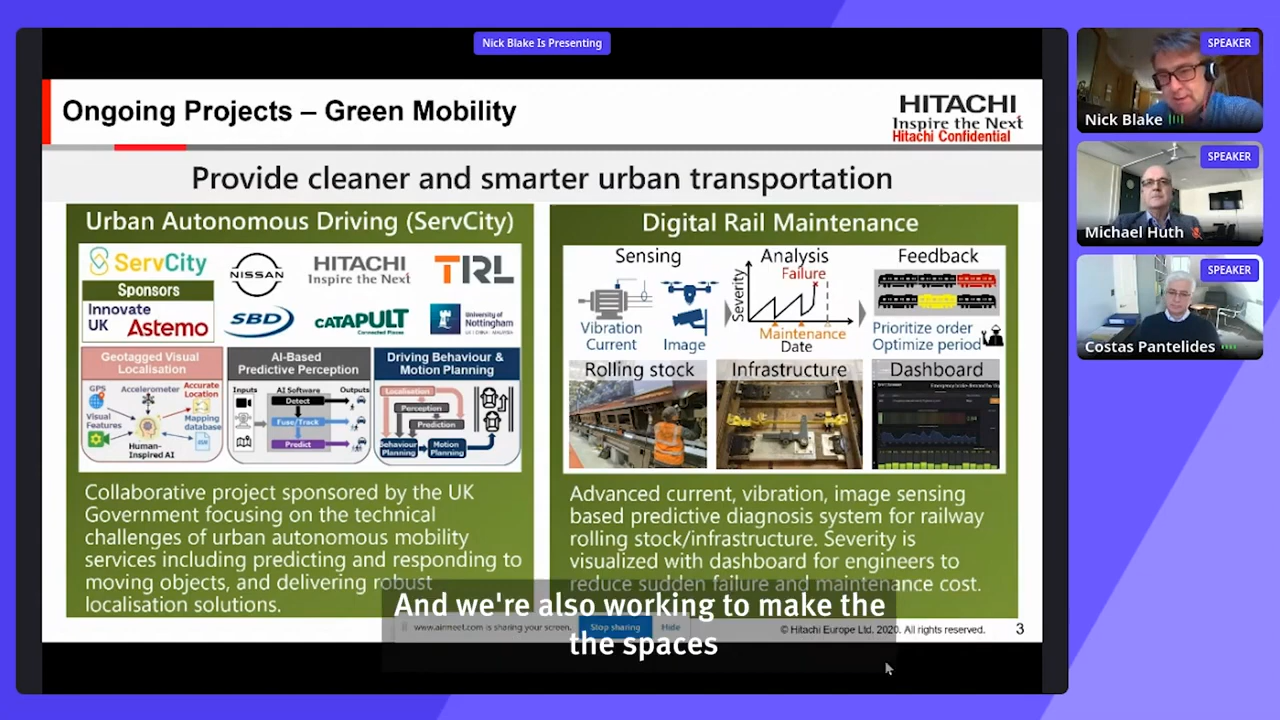 Nick Blake Is Presenting
Ongoing Projects – Green Mobility
HITACHI
Inspire the Next
Hitachi Confidential
Provide cleaner and smarter urban transportation
Urban Autonomous Driving (ServCity)
ServCity
NISSAN
HITACHI
Inspire the Next
TRL
Sponsors
Innovate
UK
Astemo
SBD
CATAPULT
Connected Places
University of
Nottingham
Geotagged Visual
Localisation
GPS
Accelerometer
Accurate
Location
Visual
Features
Mapping
database
Human-
Inspired AI
AI-Based
Predictive Perception
Inputs
AI Software
Outputs
Detect
Fuse/Track
Predict
Driving Behaviour &
Motion Planning
Localisation
Perception
Prediction
Behaviour
Planning
Motion
Planning
Collaborative project sponsored by the UK
Government focusing on the technical
challenges of urban autonomous mobility
services including predicting and responding to
moving objects, and delivering robust
localisation solutions.
Digital Rail Maintenance
Sensing
Vibration
Current
Image
Analysis
Severity
Failure
Maintenance
Date
Feedback
Prioritize order
Optimize period
Rolling stock
Infrastructure
Dashboard
Advanced current, vibration, image sensing
based predictive diagnosis system for railway
rolling stock/infrastructure. Severity is
visualized with dashboard for engineers to
reduce sudden failure and maintenance cost.
And we're also working to make the
the spaces
www.airmeet.com is sharing your screen.
Stop sharing
Hide
© Hitachi Europe Ltd. 2020. All rights reserved.
3
SPEAKER
Nick Blake
SPEAKER
Michael Huth
SPEAKER
Costas Pantelides